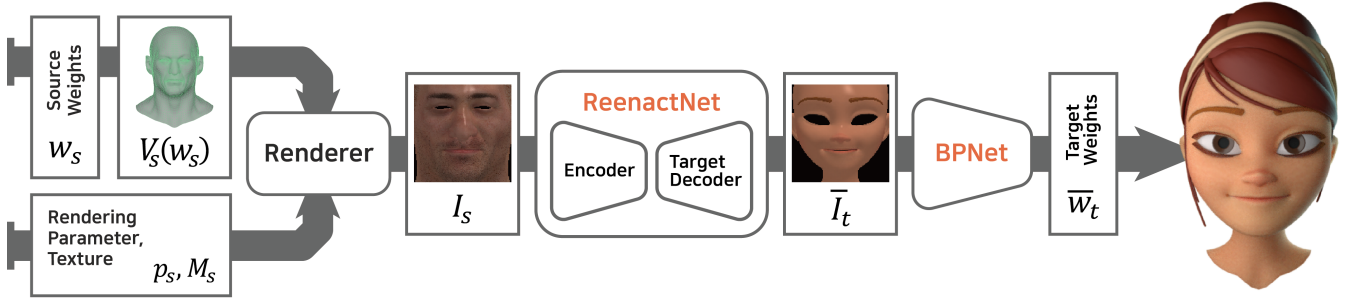 Source
Weights
w_s
V_s(w_s)
Rendering
Parameter,
Texture
p_s, M_s
Renderer
I_s
ReenactNet
Encoder
Target
Decoder
I̅_t
BPNet
Target
Weights
w̅_t